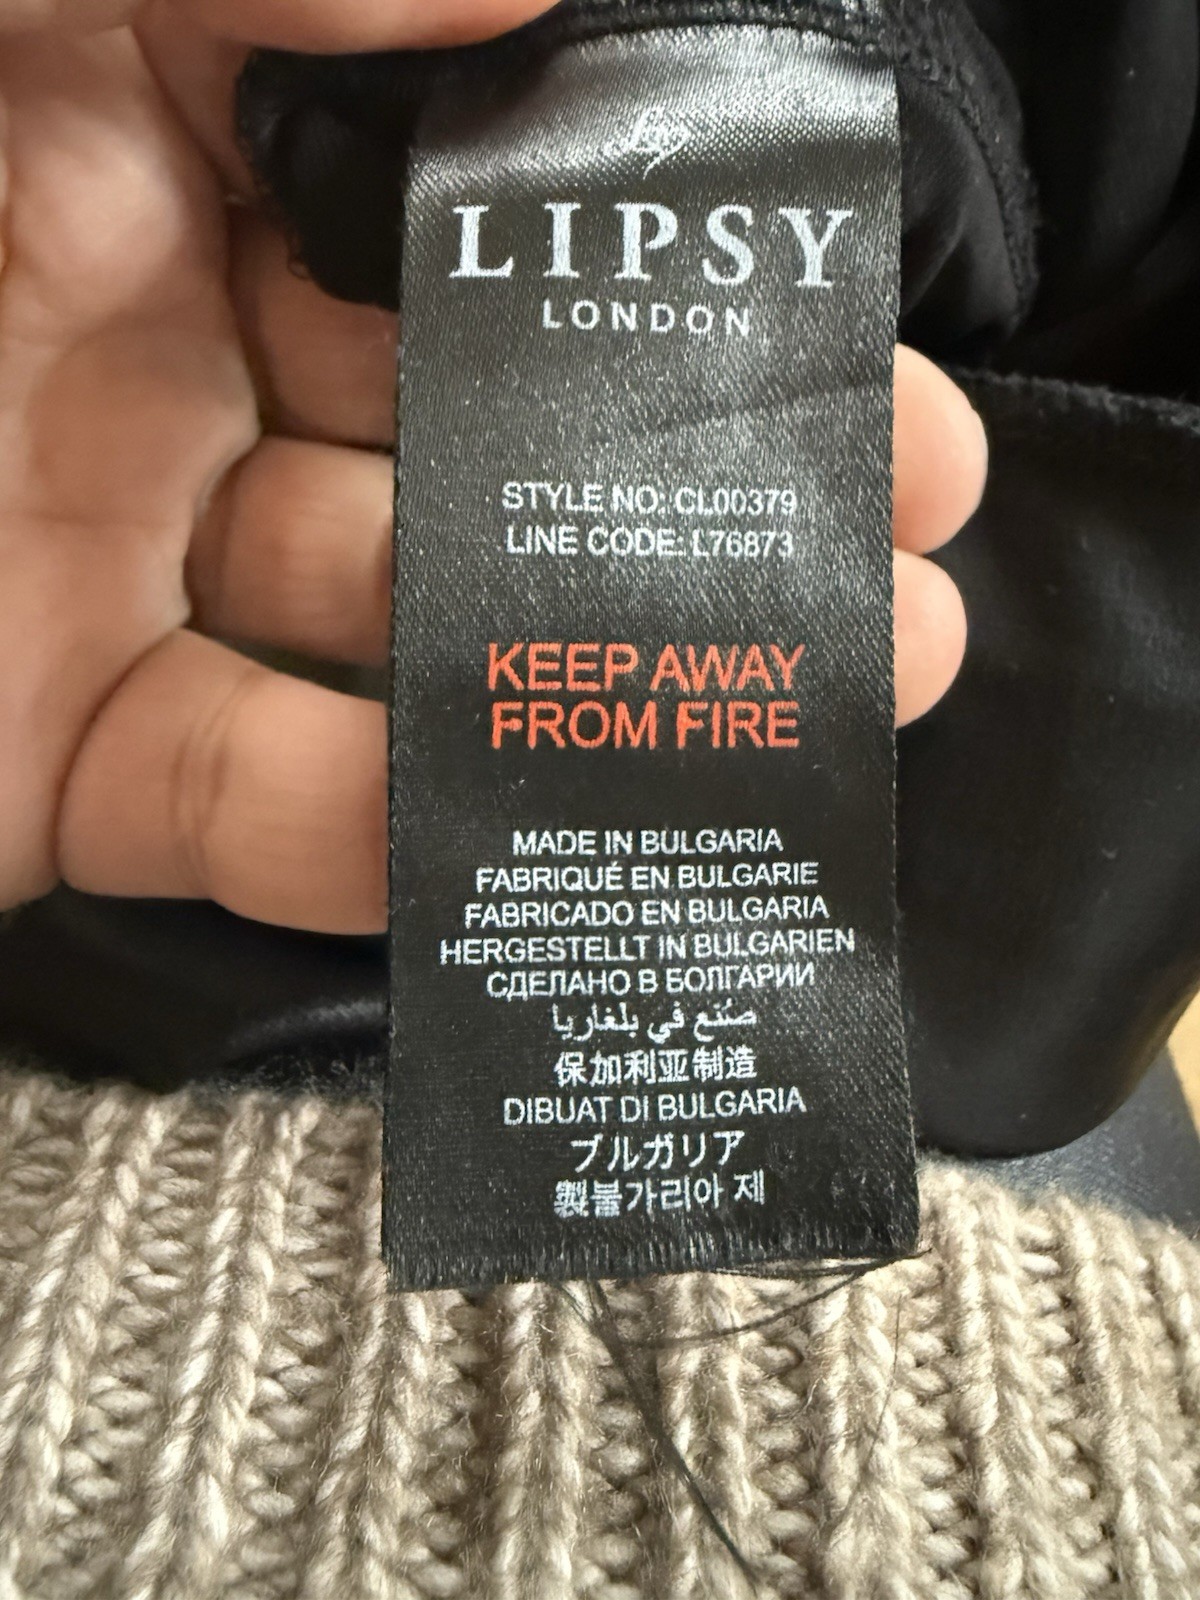 LIPSY
LONDON
STYLE NO: CL00379
LINE CODE: L76873
KEEP AWAY
FROM FIRE
MADE IN BULGARIA
FABRIQUÉ EN BULGARIE
FABRICADO EN BULGARIA
HERGESTELLT IN BULGARIEN
СДЕЛАНО В БОЛГАРИИ
صُنع في بلغاريا
保加利亚制造
DIBUAT DI BULGARIA
ブルガリア
製불가리아 제